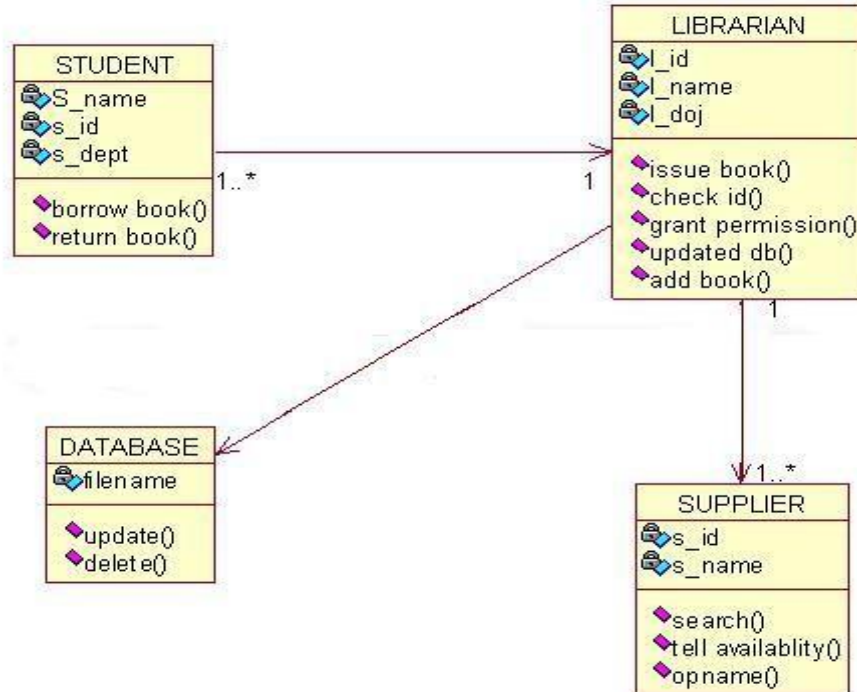 STUDENT
S_name
s_id
s_dept
borrow book()
return book()
1..*
1
LIBRARIAN
l_id
l_name
l_doj
issue book()
check id()
grant permission()
updated db()
add book()
1
1..*
DATABASE
filename
update()
delete()
SUPPLIER
s_id
s_name
search()
tell availablity()
opname()